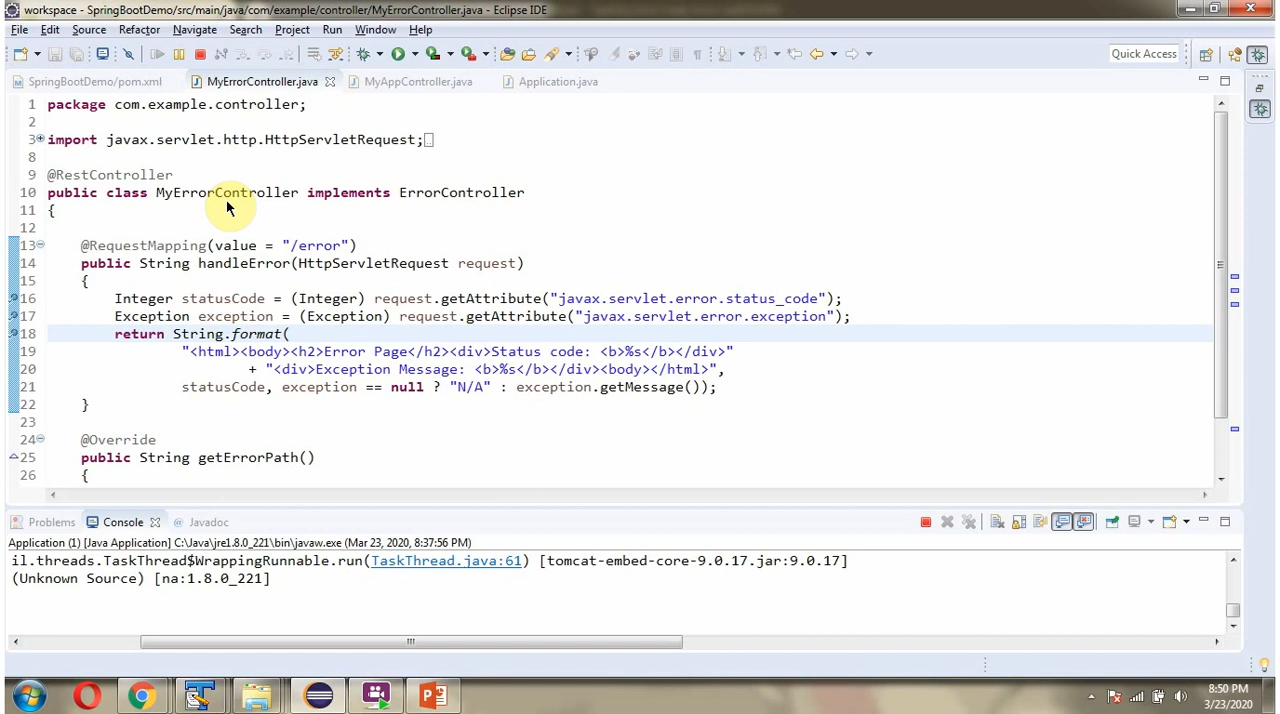 workspace - SpringBootDemo/src/main/java/com/example/controller/MyErrorController.java - Eclipse IDE
File Edit Source Refactor Navigate Search Project Run Window Help
Quick Access
SpringBootDemo/pom.xml MyErrorController.java MyAppController.java Application.java
1 package com.example.controller;
2
3 import javax.servlet.http.HttpServletRequest;
8
9 @RestController
10 public class MyErrorController implements ErrorController
11 {
12
13 @RequestMapping(value = "/error")
14 public String handleError(HttpServletRequest request)
15 {
16 Integer statusCode = (Integer) request.getAttribute("javax.servlet.error.status_code");
17 Exception exception = (Exception) request.getAttribute("javax.servlet.error.exception");
18 return String.format(
19 "<html><body><h2>Error Page</h2><div>Status code: <b>%s</b></div>"
20 + "<div>Exception Message: <b>%s</b></div><body></html>",
21 statusCode, exception == null ? "N/A" : exception.getMessage());
22 }
23
24 @Override
25 public String getErrorPath()
26 {
Problems Console Javadoc
Application (1) [Java Application] C:\Java\jre1.8.0_221\bin\javaw.exe (Mar 23, 2020, 8:37:56 PM)
il.threads.TaskThread$WrappingRunnable.run(TaskThread.java:61) [tomcat-embed-core-9.0.17.jar:9.0.17]
(Unknown Source) [na:1.8.0_221]
8:50 PM
3/23/2020